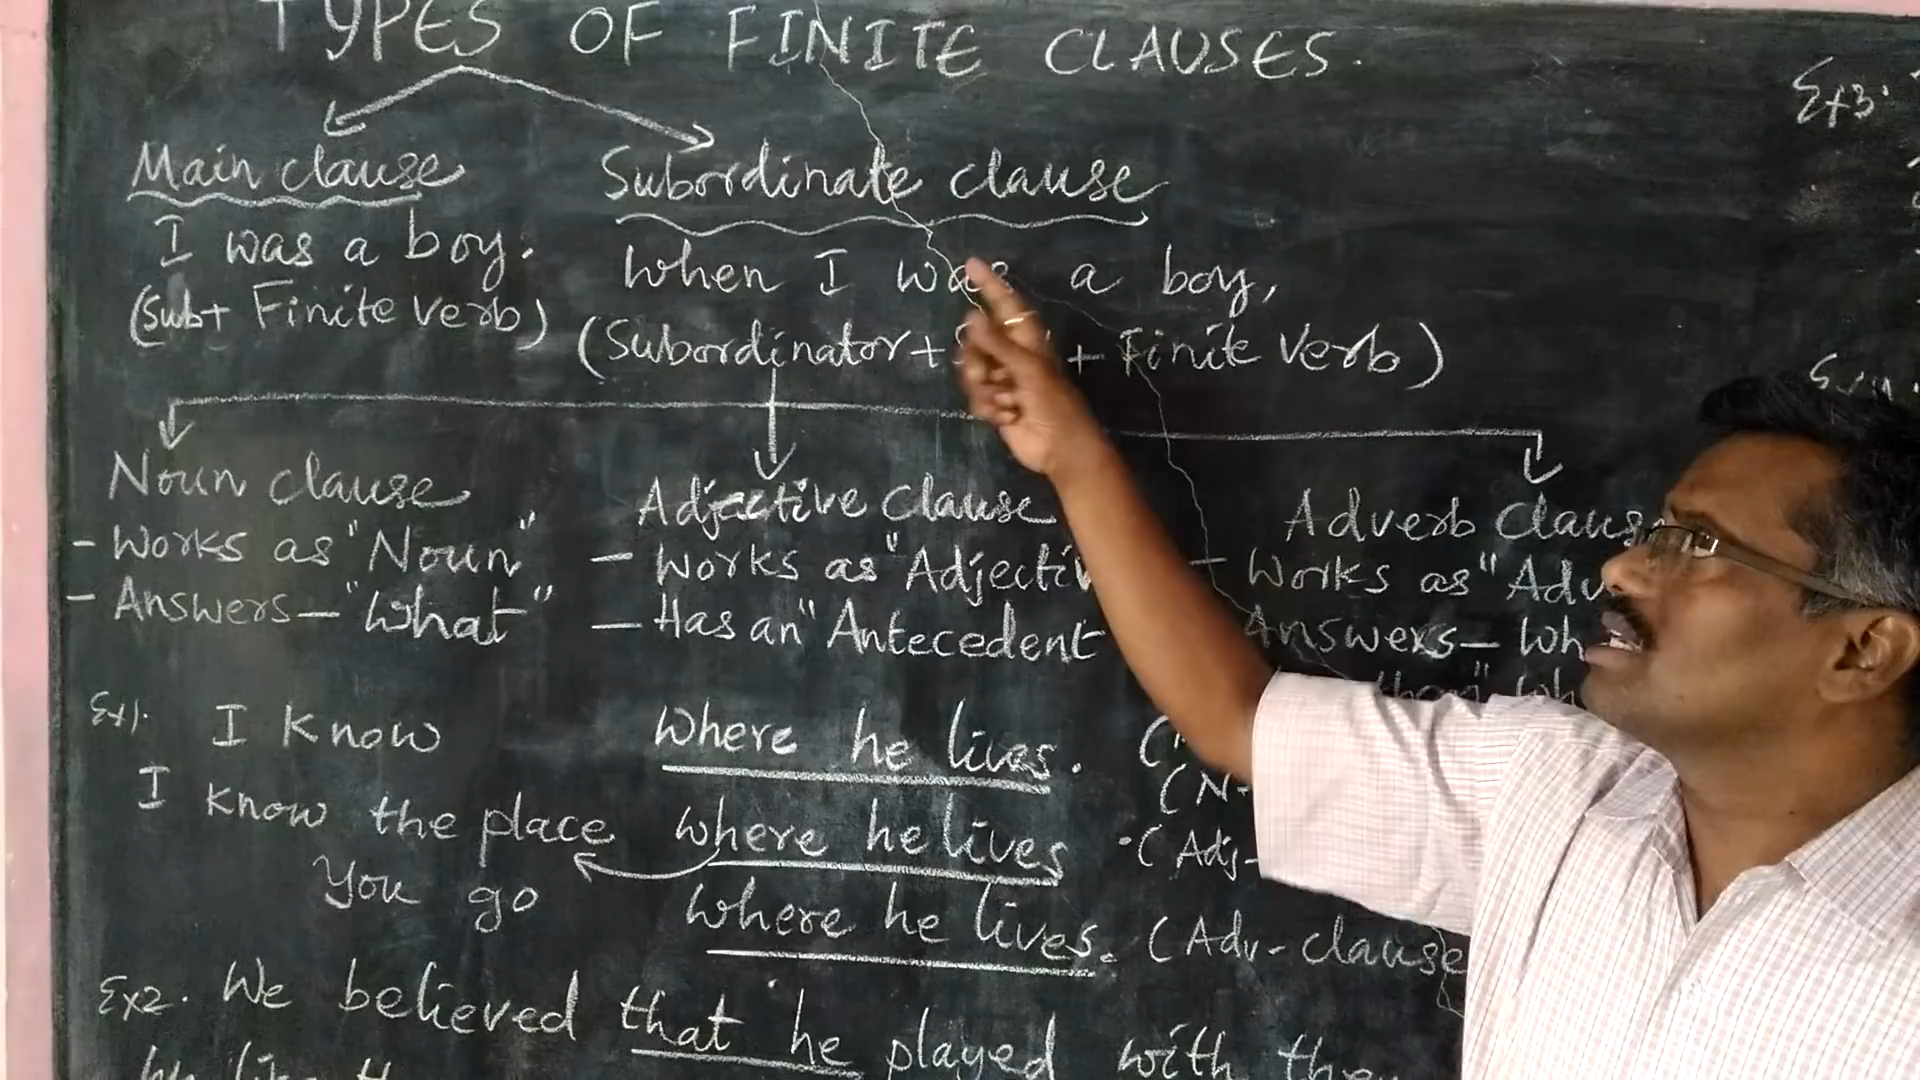 TYPES OF FINITE CLAUSES.
Main clause
I was a boy.
(Sub+ Finite Verb)
Subordinate clause
When I was a boy,
(Subordinator + + Finite Verb)
Noun clause
- Works as "Noun"
- Answers - "What"
Adjective Clause
- Works as "Adjecti
- Has an "Antecedent
Adverb Claus
- Works as "Adv
Answers - Wh
Ex1. I know where he lives.
(N-
I know the place where he lives. (Adj-
You go where he lives. (Adv-clause
Ex2. We believed that he played with
Ex3.